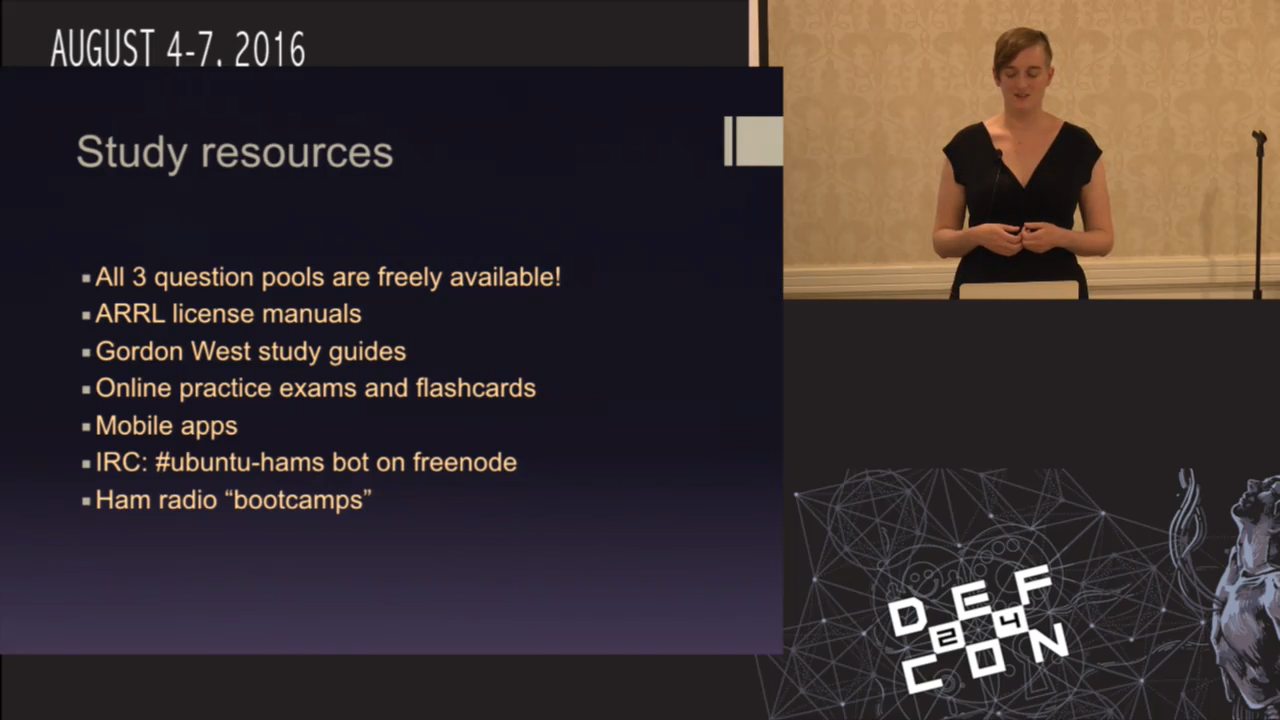 AUGUST 4-7, 2016
Study resources
All 3 question pools are freely available!
ARRL license manuals
Gordon West study guides
Online practice exams and flashcards
Mobile apps
IRC: #ubuntu-hams bot on freenode
Ham radio “bootcamps”
DEF
24
CON